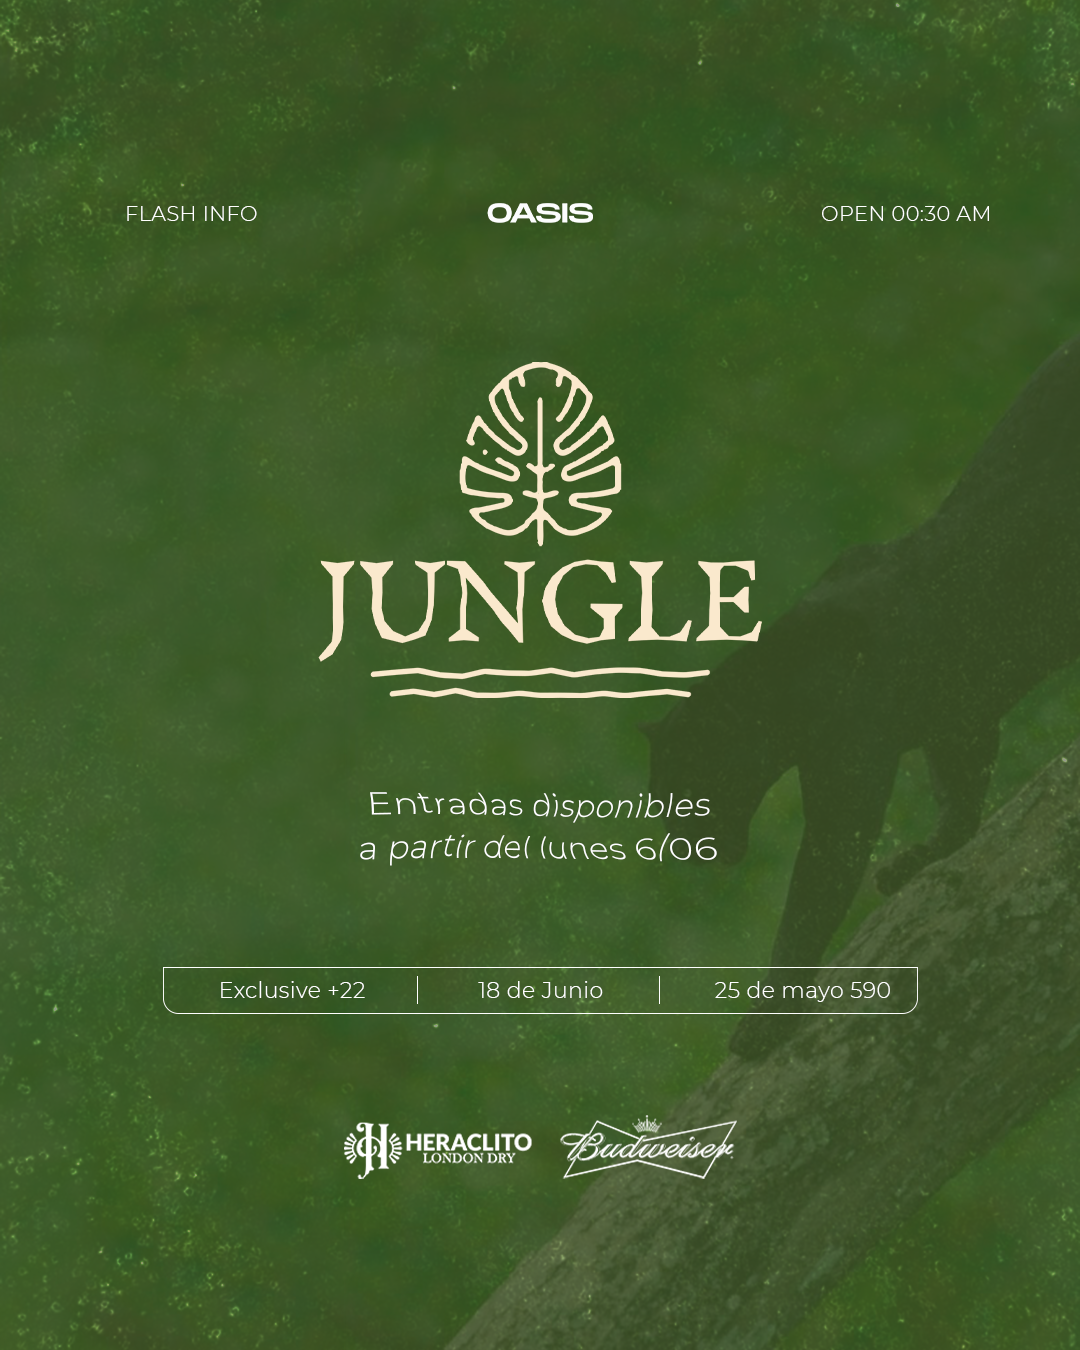 FLASH INFO
OASIS
OPEN 00:30 AM
JUNGLE
Entradas disponibles
a partir del lunes 6/06
Exclusive +22
18 de Junio
25 de mayo 590
H HERACLITO
LONDON DRY
Budweiser